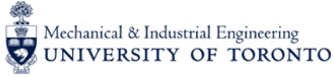 Mechanical & Industrial Engineering
UNIVERSITY OF TORONTO